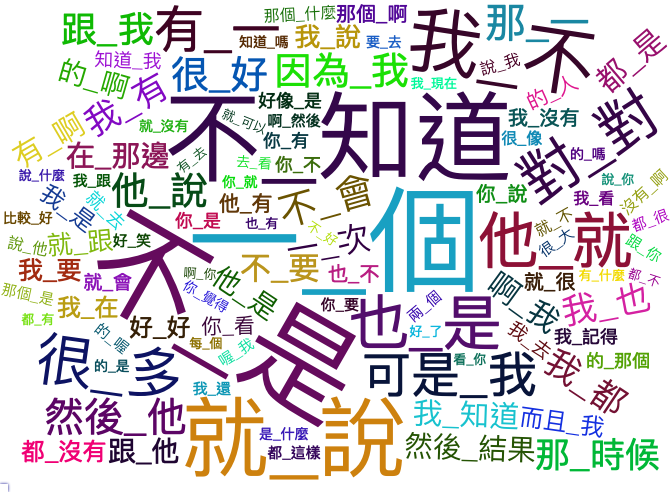 那個_什麼
那個_啊
跟_我
有_一
那_一
我_不
知道_嗎
我_說
要_去
說_我
都_是
知道_我
的_啊
很_好
因為_我
我_現在
的_人
我_有
不_知道
好像_是
就_可以
啊_然後
我_沒有
對_對
有_啊
就_沒有
你_有
很_像
在_那邊
有_去
去_看
你_不
的_嗎
說_什麼
我_跟
他_說
你_就
不_會
一_個
你_說
說_你
我_看
沒有_啊
我_是
就_去
他_有
比較_好
你_是
也_有
不_好
一_次
他_就
就_不
都_很
說_他
就_跟
好_笑
不_是
很_大
跟_你
我_要
就_會
啊_你
他_是
不_要
也_不
就_很
有_什麼
都_不
那個_是
你_覺得
我_在
你_要
兩_個
也_是
啊_我
我_也
都_有
的_喔
好_好
你_看
好_了
我_去
我_記得
很_多
的_是
每_個
喔_我
可是_我
看_你
我_都
的_那個
我_還
然後_他
就_說
我_知道
而且_我
都_沒有
跟_他
是_什麼
都_這樣
然後_結果
那_時候